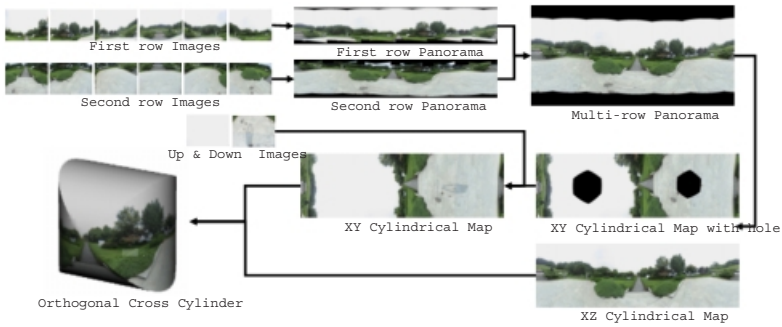 First row Images
First row Panorama
Second row Images
Second row Panorama
Multi-row Panorama
Up & Down Images
XY Cylindrical Map
XY Cylindrical Map with hole
Orthogonal Cross Cylinder
XZ Cylindrical Map